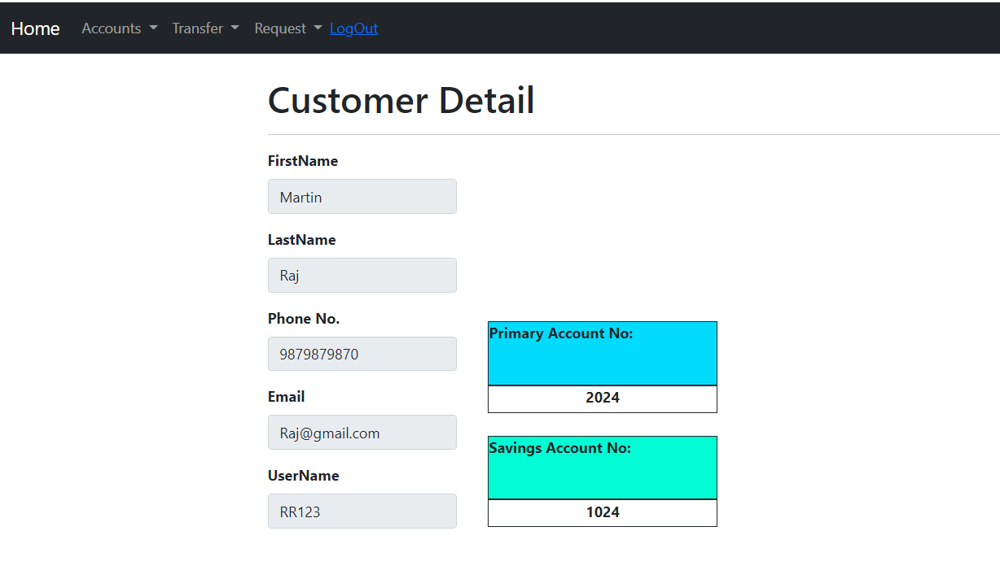 Home Accounts Transfer Request LogOut
Customer Detail
FirstName
Martin
LastName
Raj
Phone No.
9879879870
Email
Raj@gmail.com
UserName
RR123
Primary Account No:
2024
Savings Account No:
1024